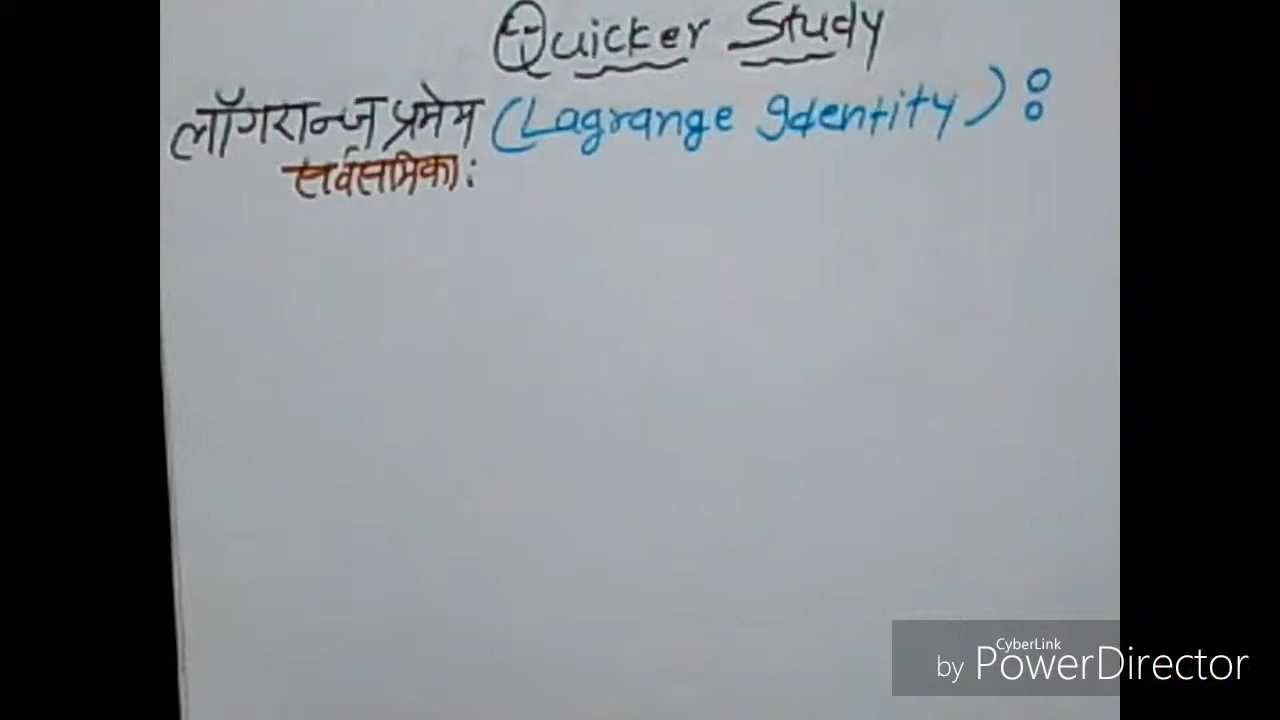 Quicker Study
लॉगरान्ज प्रमेय (Lagrange Identity) :
सर्वसमिका:
CyberLink
by PowerDirector